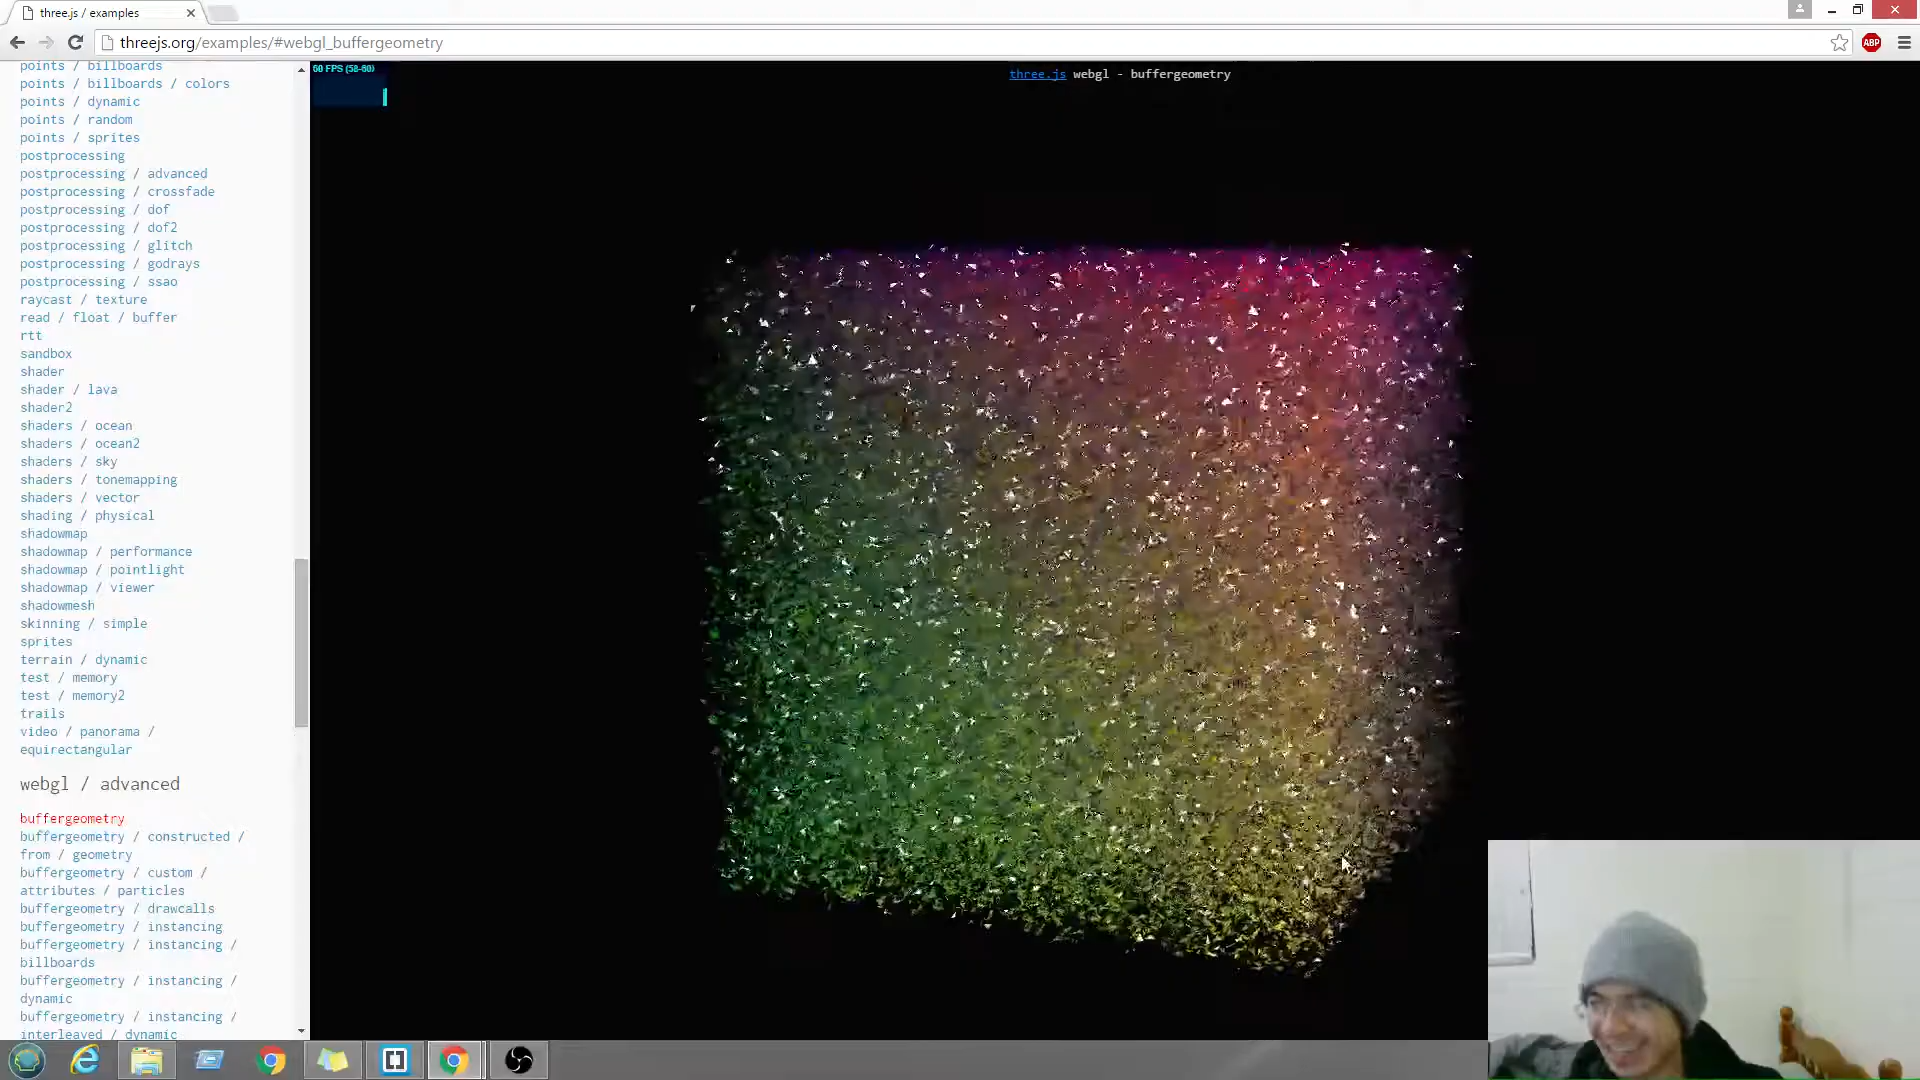 three.js / examples
threejs.org/examples/#webgl_buffergeometry
ABP
points / billboards
points / billboards / colors
points / dynamic
points / random
points / sprites
postprocessing
postprocessing / advanced
postprocessing / crossfade
postprocessing / dof
postprocessing / dof2
postprocessing / glitch
postprocessing / godrays
postprocessing / ssao
raycast / texture
read / float / buffer
rtt
sandbox
shader
shader / lava
shader2
shaders / ocean
shaders / ocean2
shaders / sky
shaders / tonemapping
shaders / vector
shading / physical
shadowmap
shadowmap / performance
shadowmap / pointlight
shadowmap / viewer
shadowmesh
skinning / simple
sprites
terrain / dynamic
test / memory
test / memory2
trails
video / panorama /
equirectangular
webgl / advanced
buffergeometry
buffergeometry / constructed /
from / geometry
buffergeometry / custom /
attributes / particles
buffergeometry / drawcalls
buffergeometry / instancing
buffergeometry / instancing /
billboards
buffergeometry / instancing /
dynamic
buffergeometry / instancing /
interleaved / dynamic
60 FPS (58-60)
three.js webgl - buffergeometry